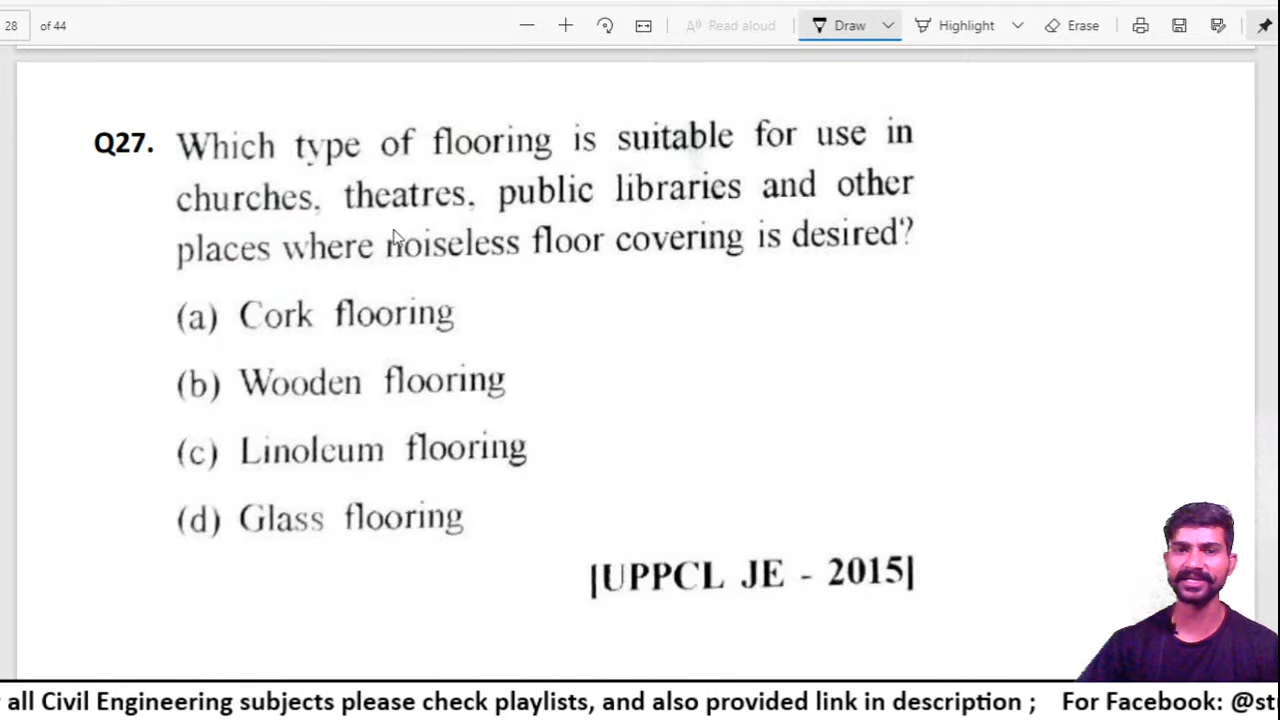 28 of 44 Read aloud Draw Highlight Erase
Q27. Which type of flooring is suitable for use in
churches, theatres, public libraries and other
places where noiseless floor covering is desired?
(a) Cork flooring
(b) Wooden flooring
(c) Linoleum flooring
(d) Glass flooring
[UPPCL JE - 2015]
all Civil Engineering subjects please check playlists, and also provided link in description ; For Facebook: @st